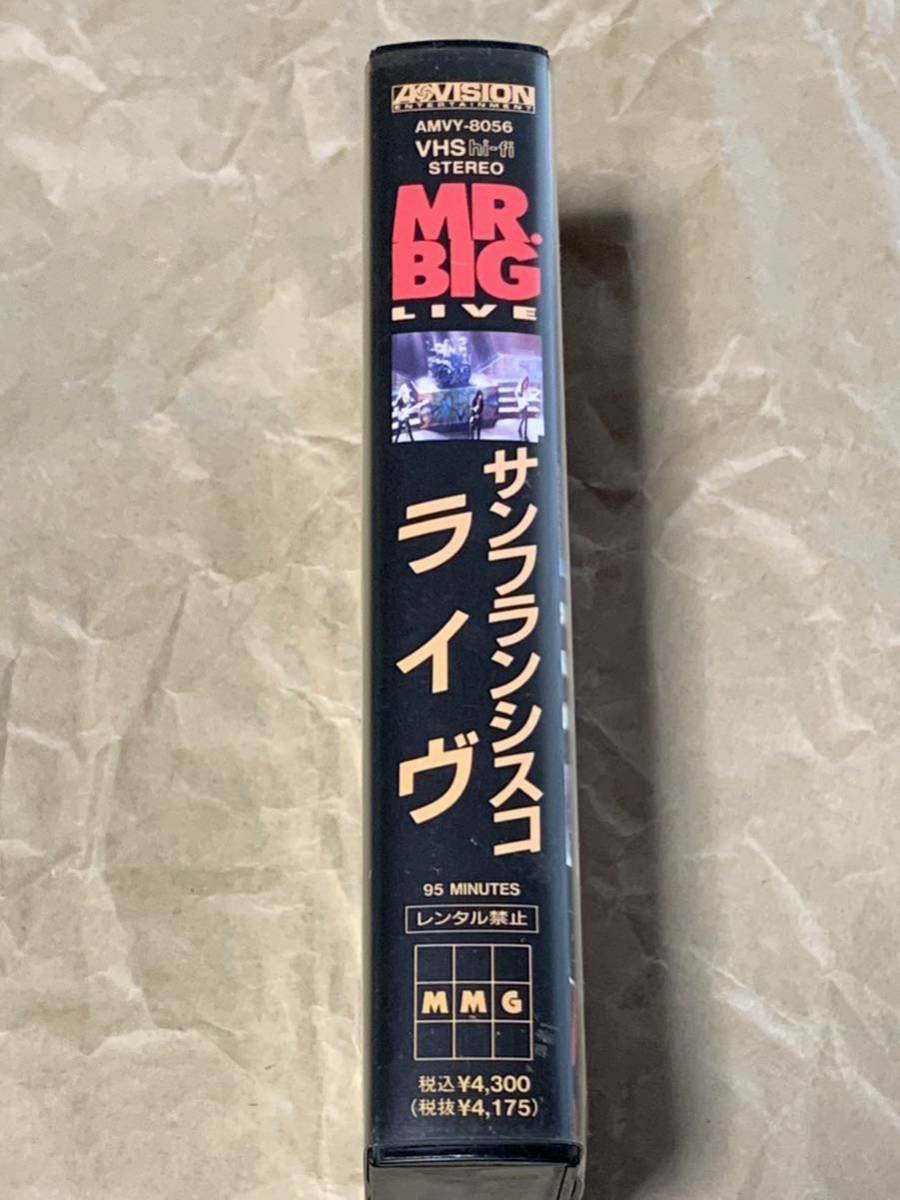 A*VISION
ENTERTAINMENT
AMVY-8056
VHS hi-fi
STEREO
MR.
BIG
LIVE
サンフランシスコ
ライヴ
95 MINUTES
レンタル禁止
MMG
税込¥4,300
(税抜¥4,175)